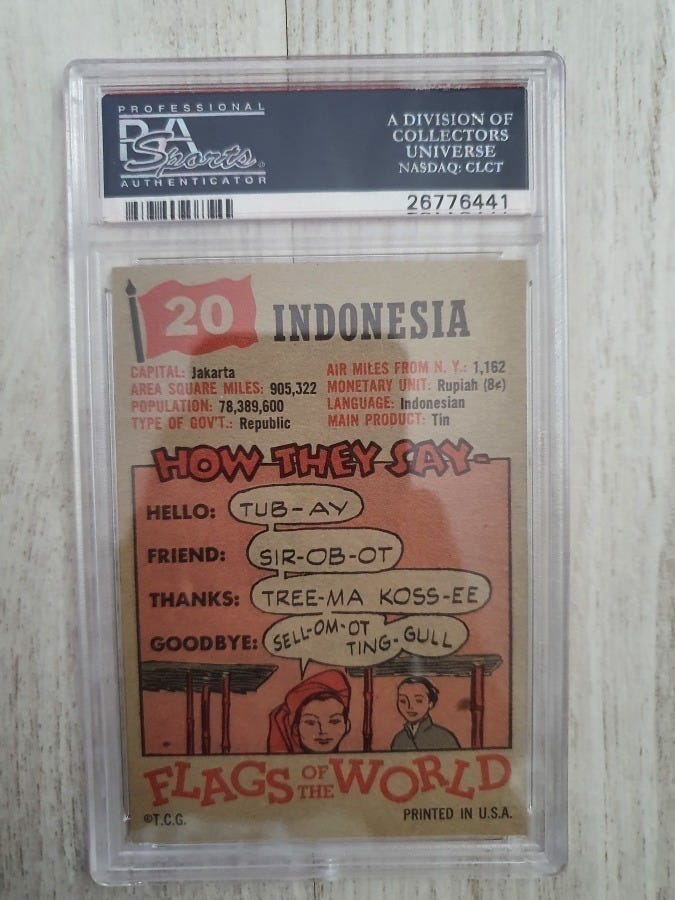 PROFESSIONAL
PSA
Sports
AUTHENTICATOR
A DIVISION OF
COLLECTORS
UNIVERSE
NASDAQ: CLCT
26776441
20 INDONESIA
CAPITAL: Jakarta
AREA SQUARE MILES: 905,322
POPULATION: 78,389,600
TYPE OF GOV'T.: Republic
AIR MILES FROM N. Y.: 1,162
MONETARY UNIT: Rupiah (8¢)
LANGUAGE: Indonesian
MAIN PRODUCT: Tin
HOW THEY SAY-
HELLO: TUB-AY
FRIEND: SIR-OB-OT
THANKS: TREE-MA KOSS-EE
GOODBYE: SELL-OM-OT
TING-GULL
FLAGS OF THE WORLD
©T.C.G.
PRINTED IN U.S.A.